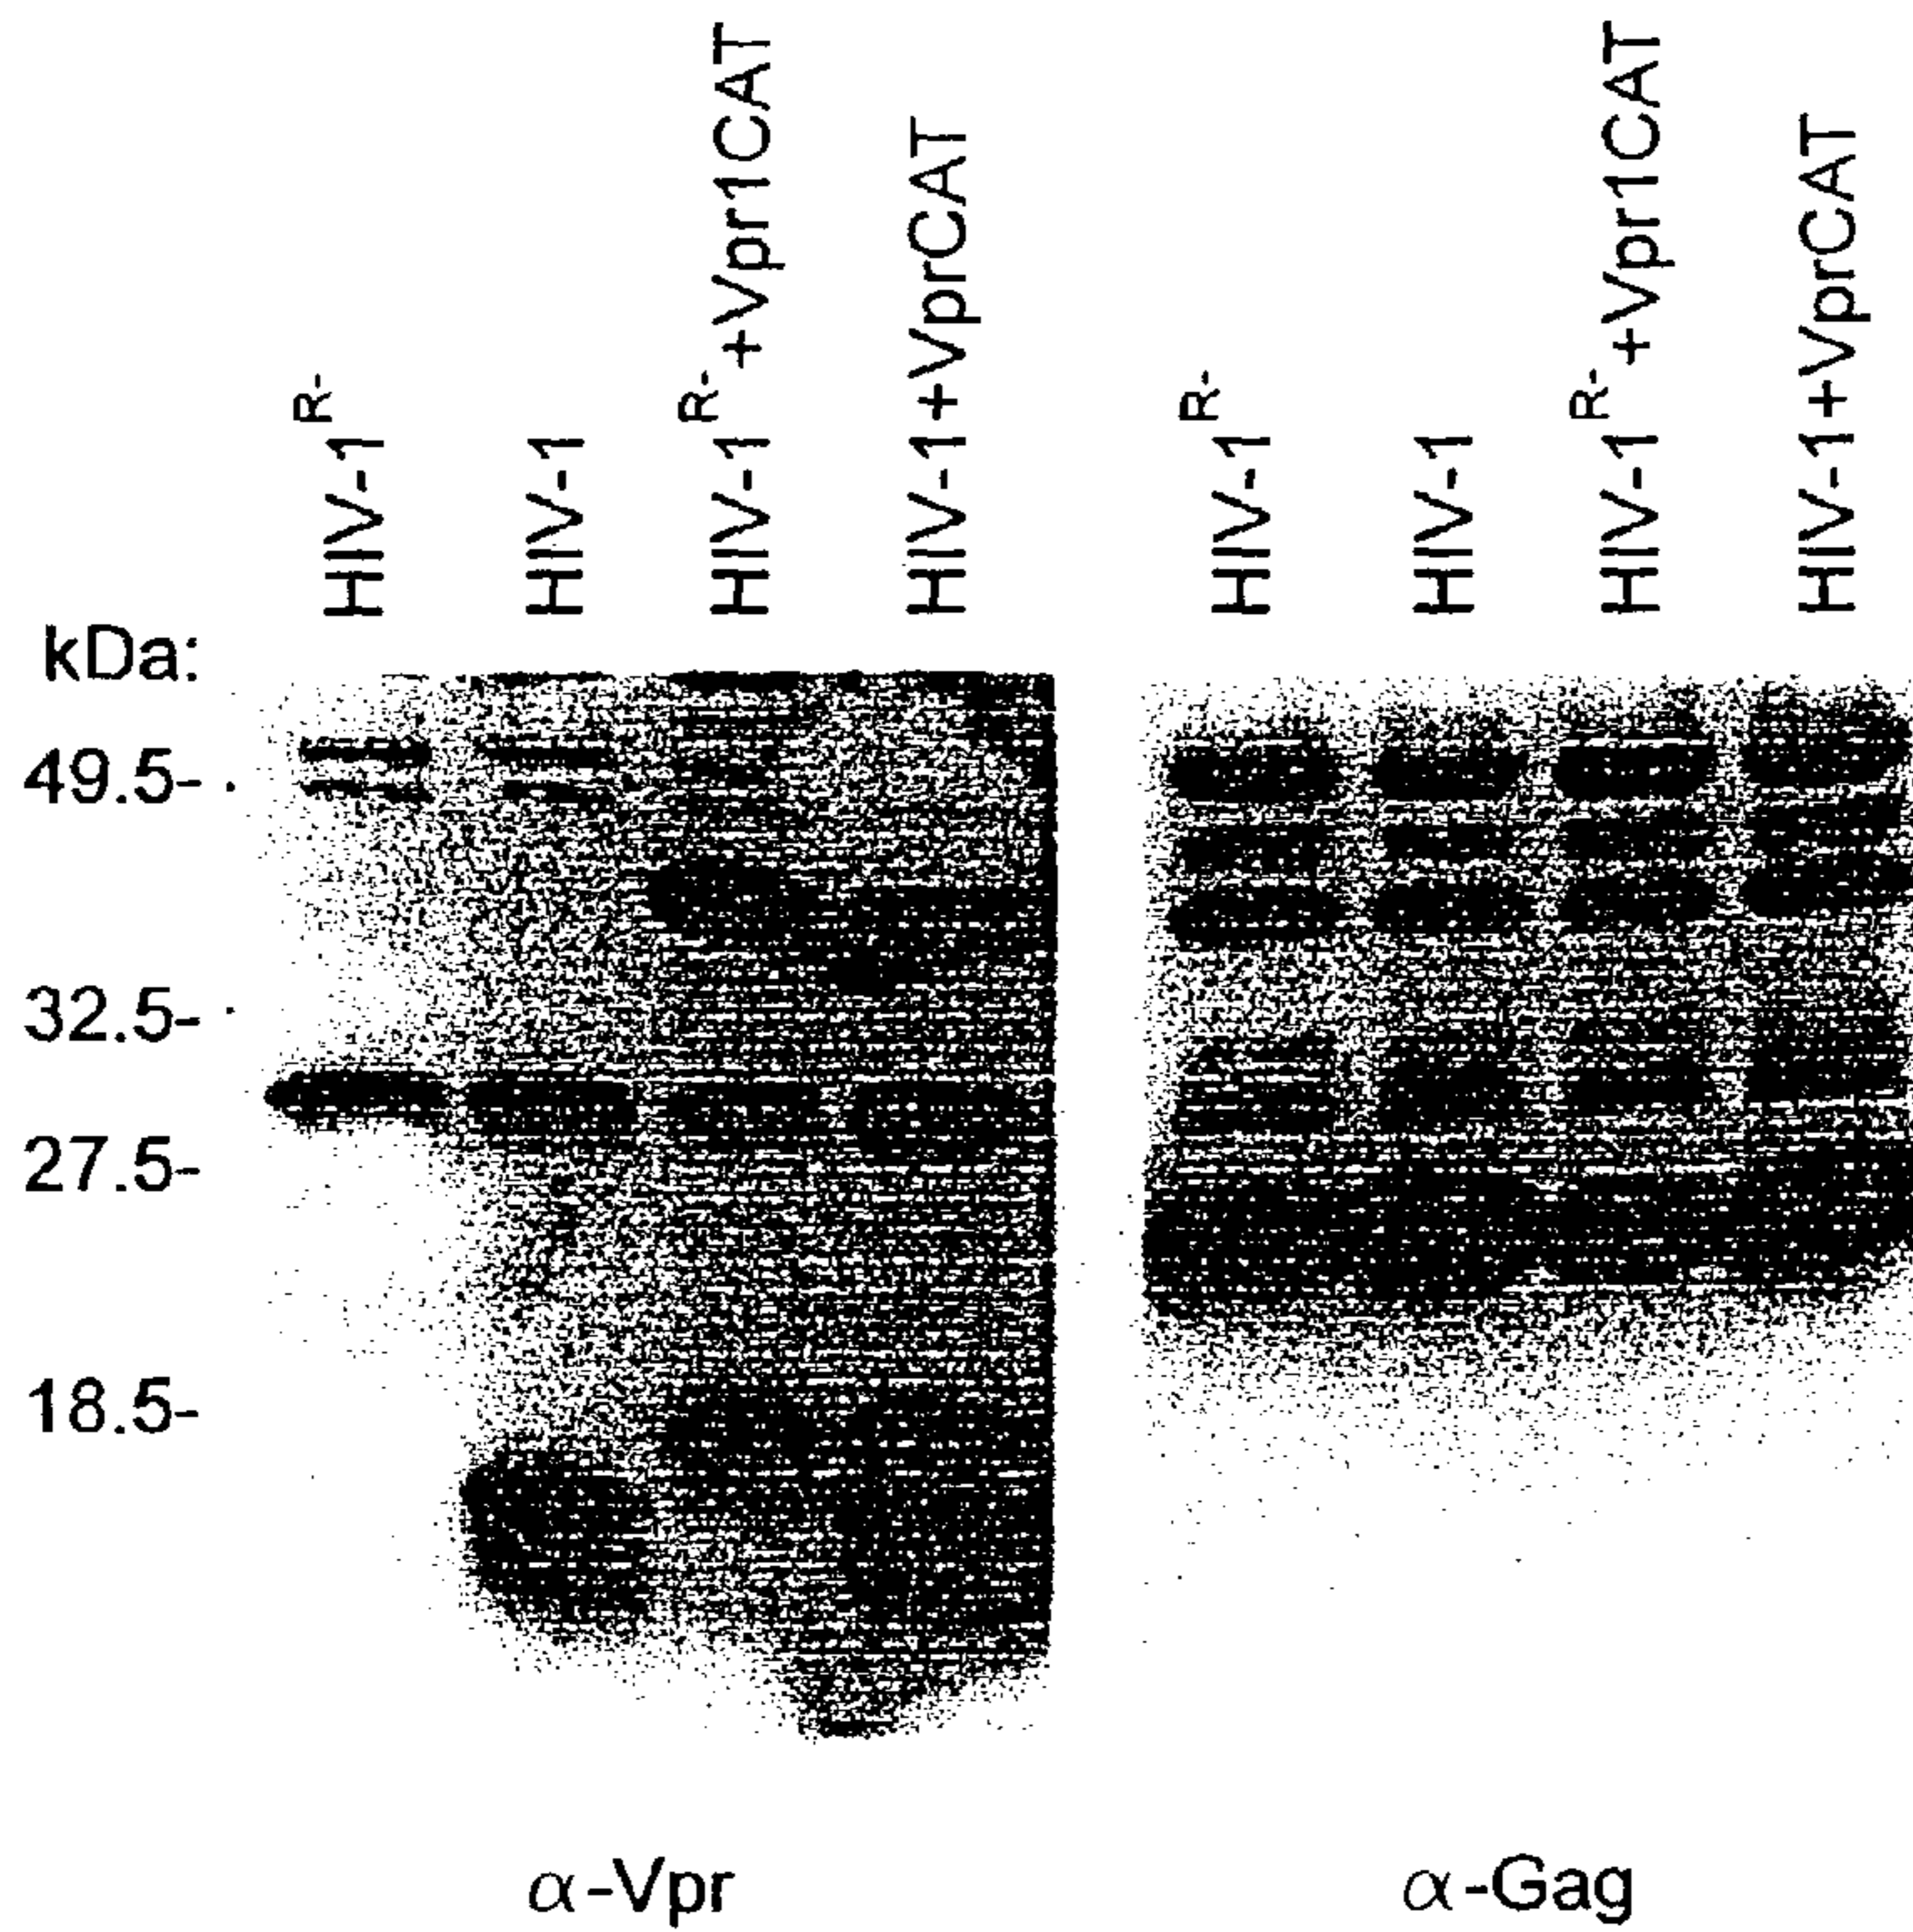 HIV-1R-
HIV-1
HIV-1R-+Vpr1CAT
HIV-1+VprCAT
HIV-1R-
HIV-1
HIV-1R-+Vpr1CAT
HIV-1+VprCAT
kDa:
49.5-
32.5-
27.5-
18.5-
α-Vpr
α-Gag